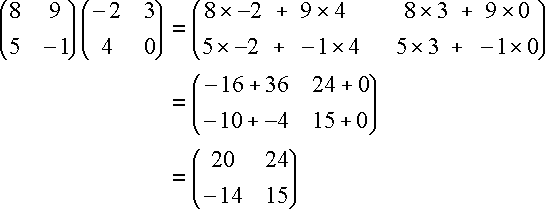 (8 9) (−2 3) = (8×−2 + 9×4 8×3 + 9×0)
(5 −1) (4 0) (5×−2 + −1×4 5×3 + −1×0)
= (−16+36 24+0)
(−10+−4 15+0)
= (20 24)
(−14 15)